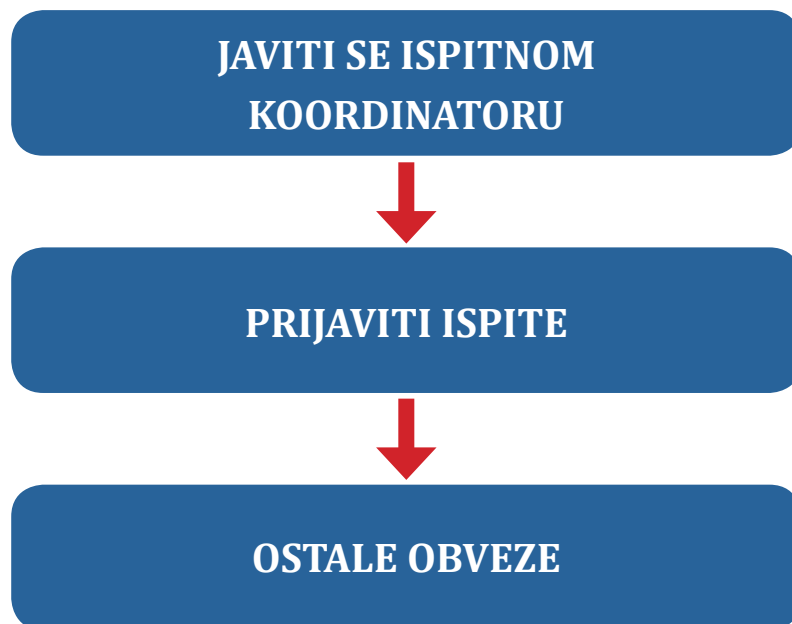 JAVITI SE ISPITNOM
KOORDINATORU
PRIJAVITI ISPITE
OSTALE OBVEZE